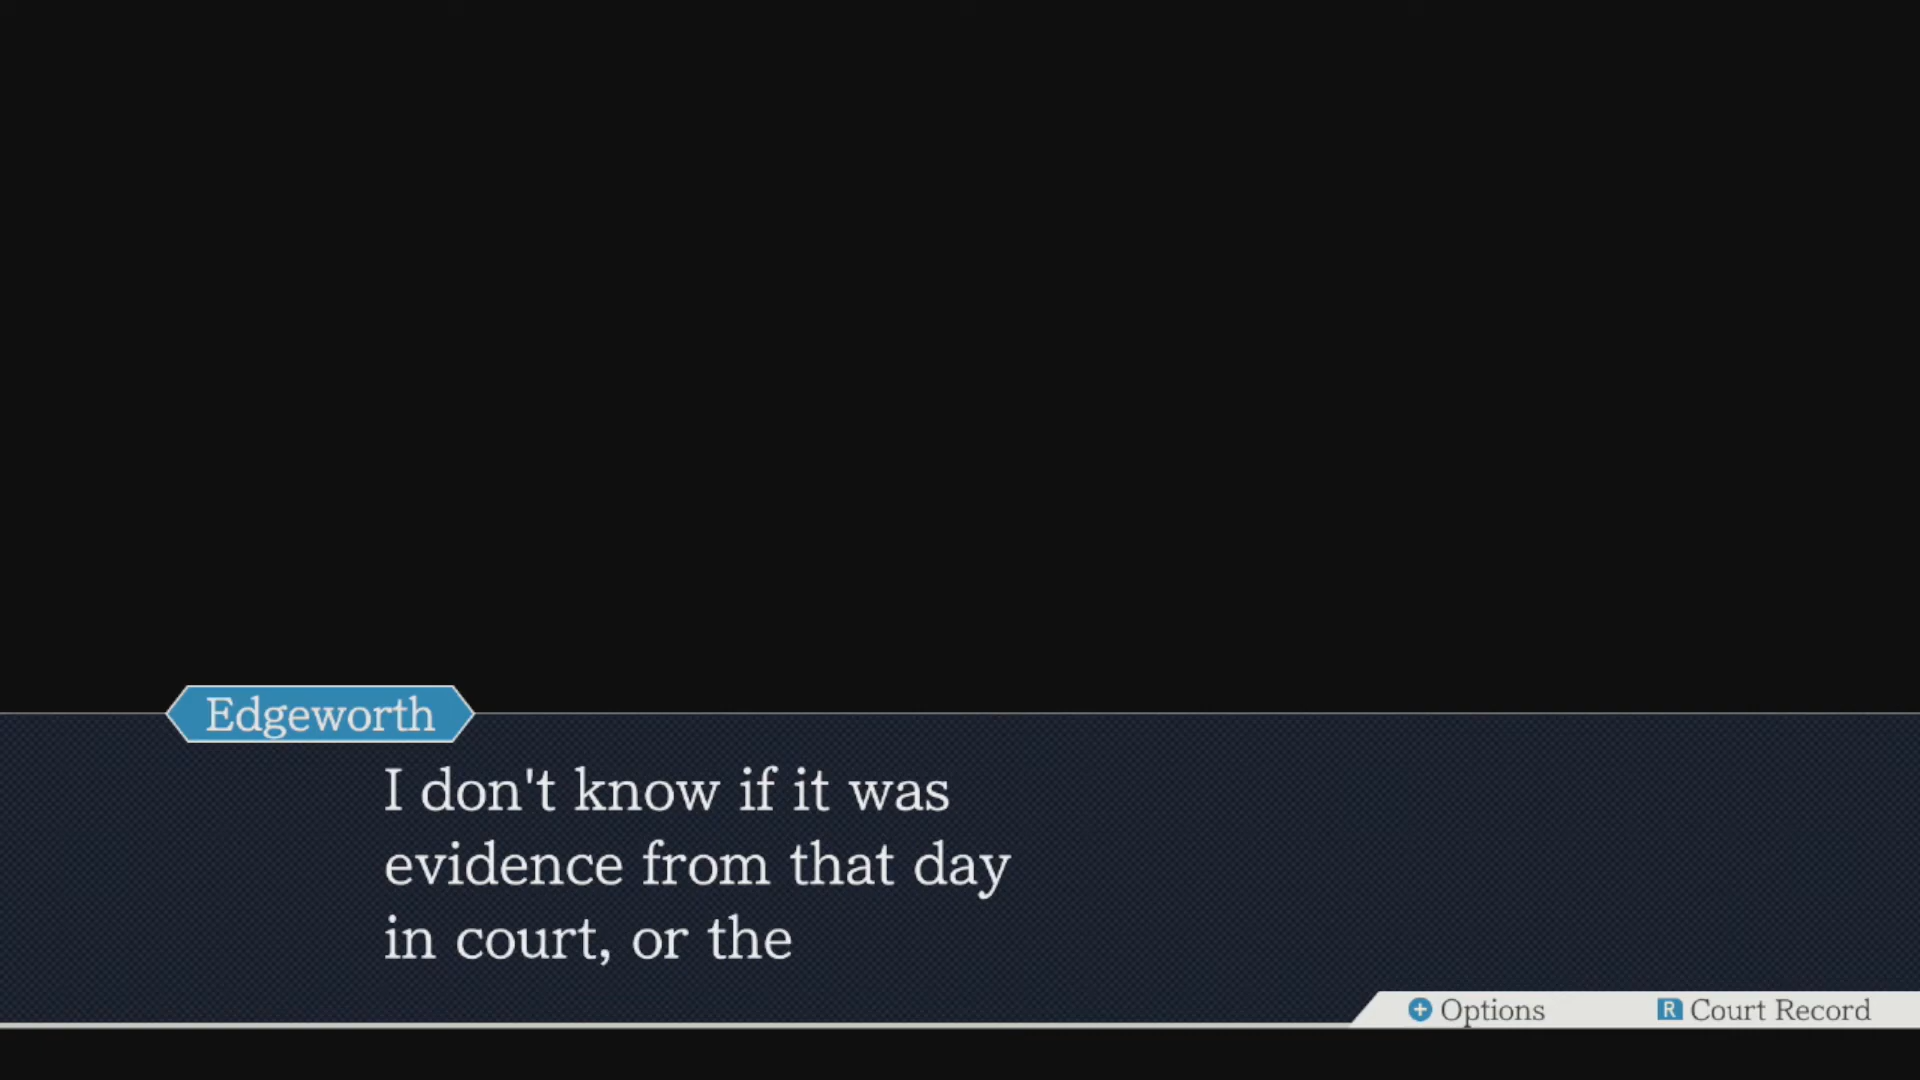 Edgeworth
I don't know if it was
evidence from that day
in court, or the
+ Options
R Court Record